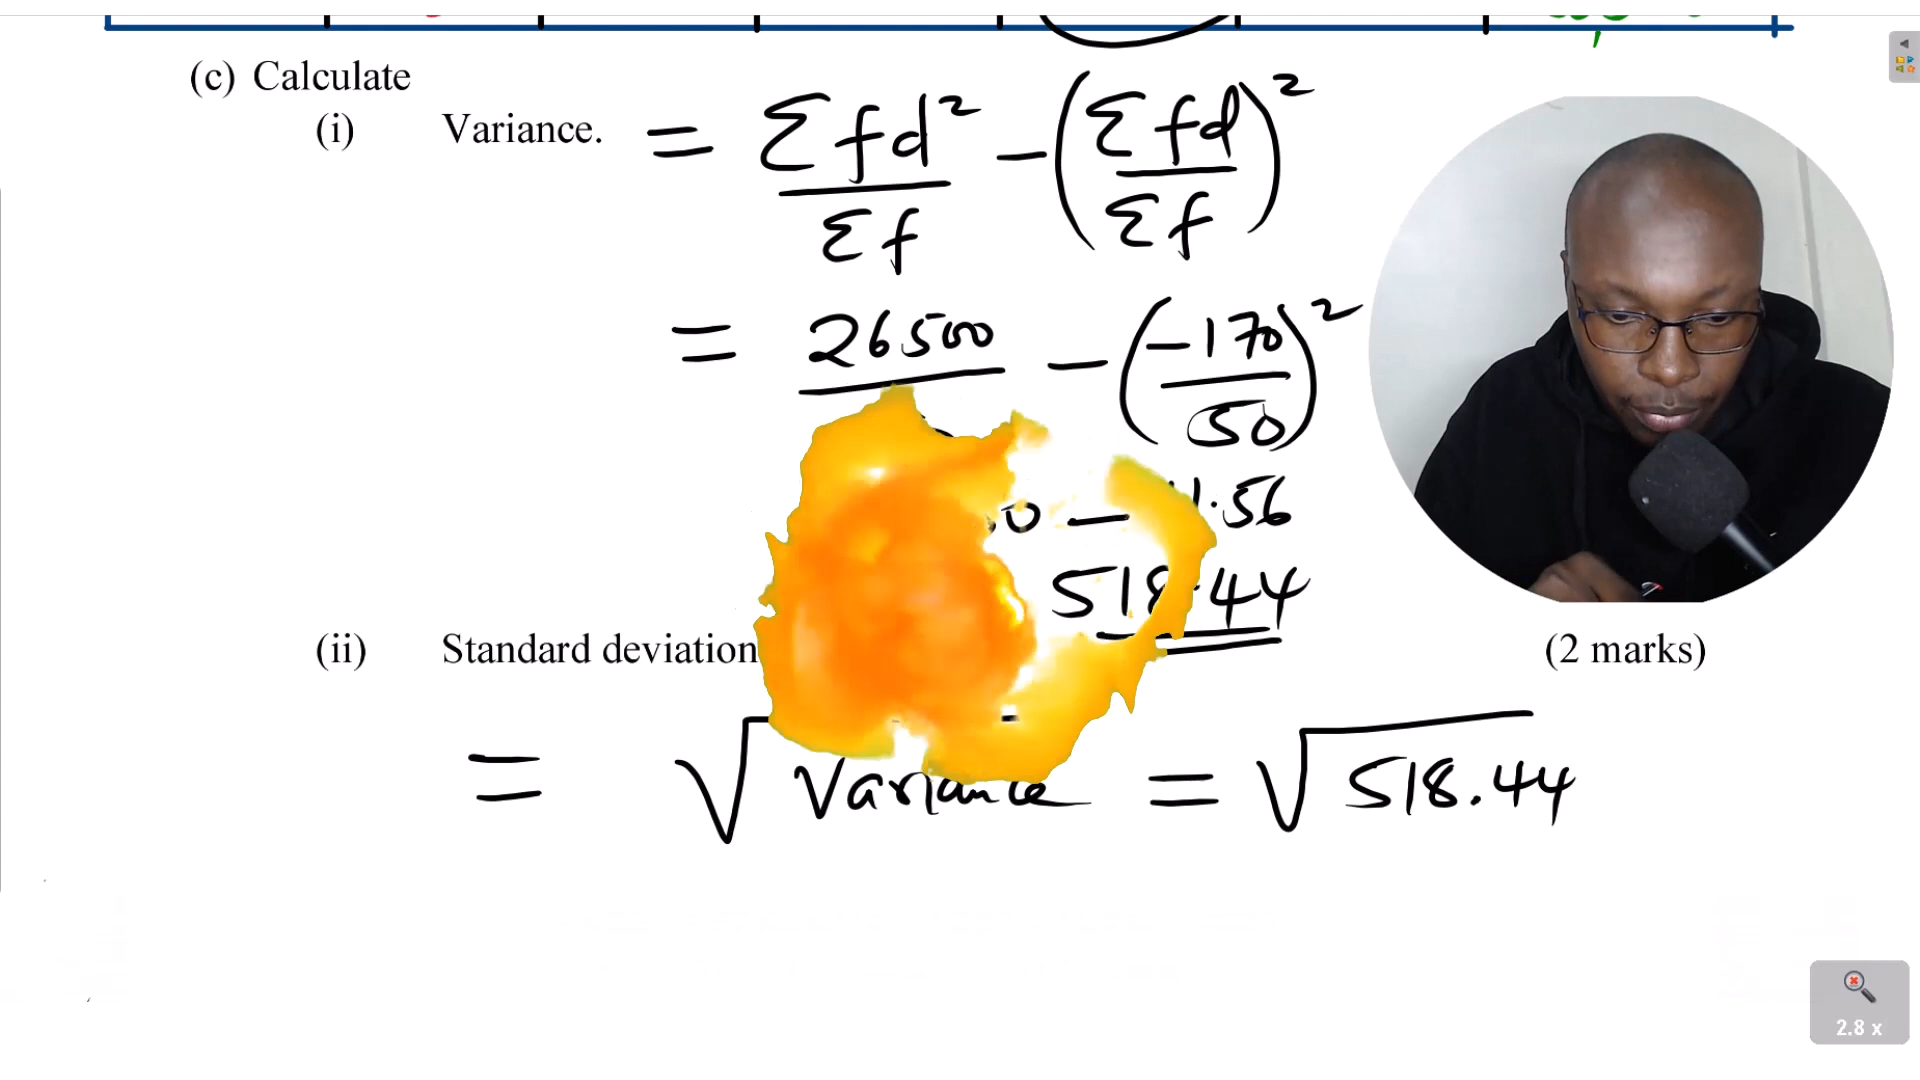 (c) Calculate
(i) Variance. = Σfd² - (Σfd)²
Σf Σf
= 26500 - (-170)²
50
0 - .56
518.44
(ii) Standard deviation (2 marks)
= √Variance = √518.44
2.8 x